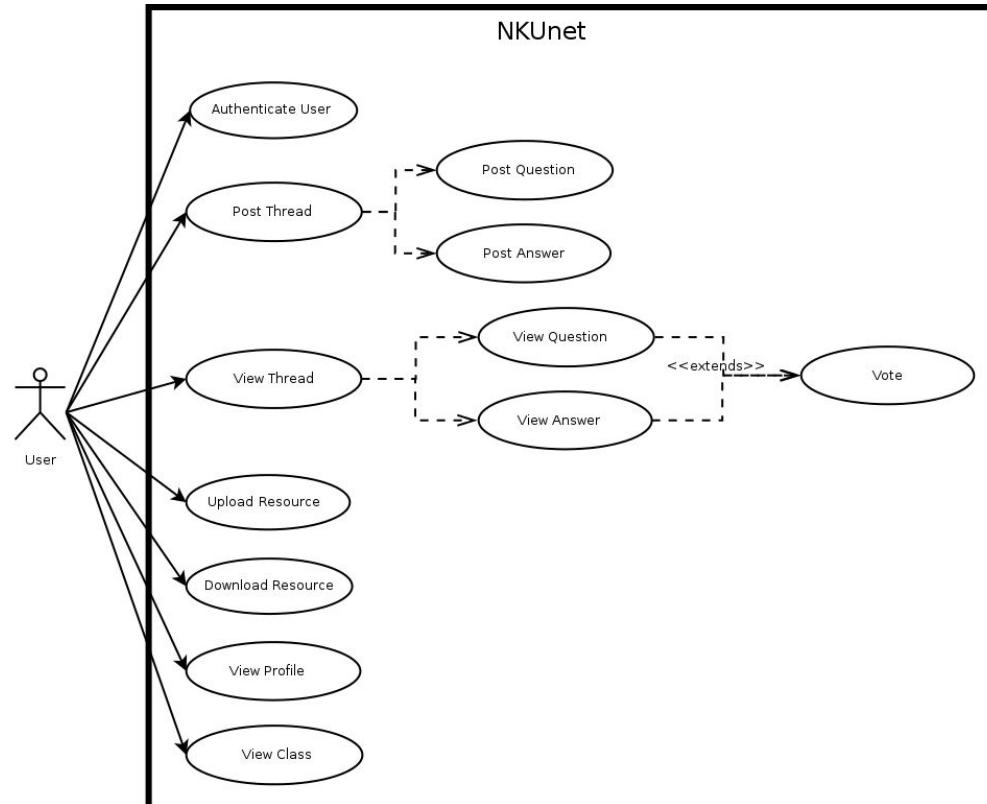 NKUnet
Authenticate User
Post Question
Post Thread
Post Answer
View Question
<<extends>>
View Thread
Vote
View Answer
User
Upload Resource
Download Resource
View Profile
View Class